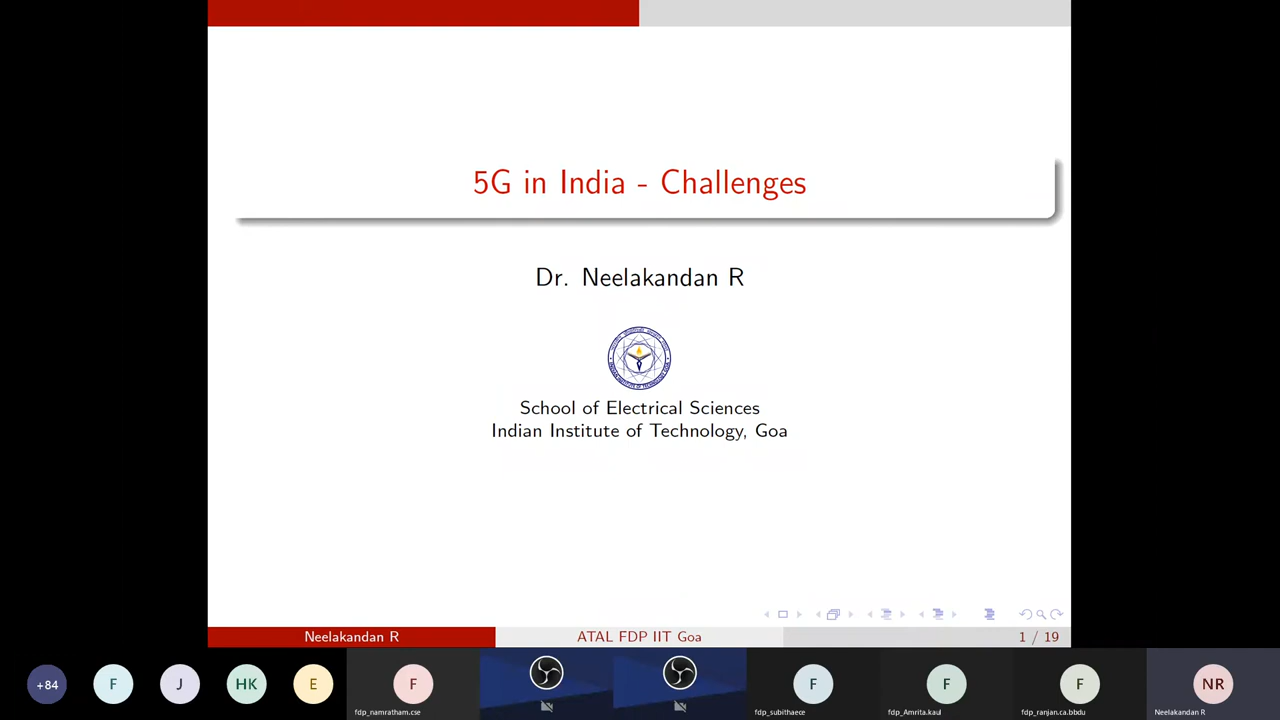 5G in India - Challenges
Dr. Neelakandan R
School of Electrical Sciences
Indian Institute of Technology, Goa
Neelakandan R
ATAL FDP IIT Goa
1 / 19
+84
F
J
HK
E
F
fdp_namratham.cse
F
fdp_subithaece
F
fdp_Amrita.kaul
F
fdp_ranjan.ca.bbdu
NR
Neelakandan R